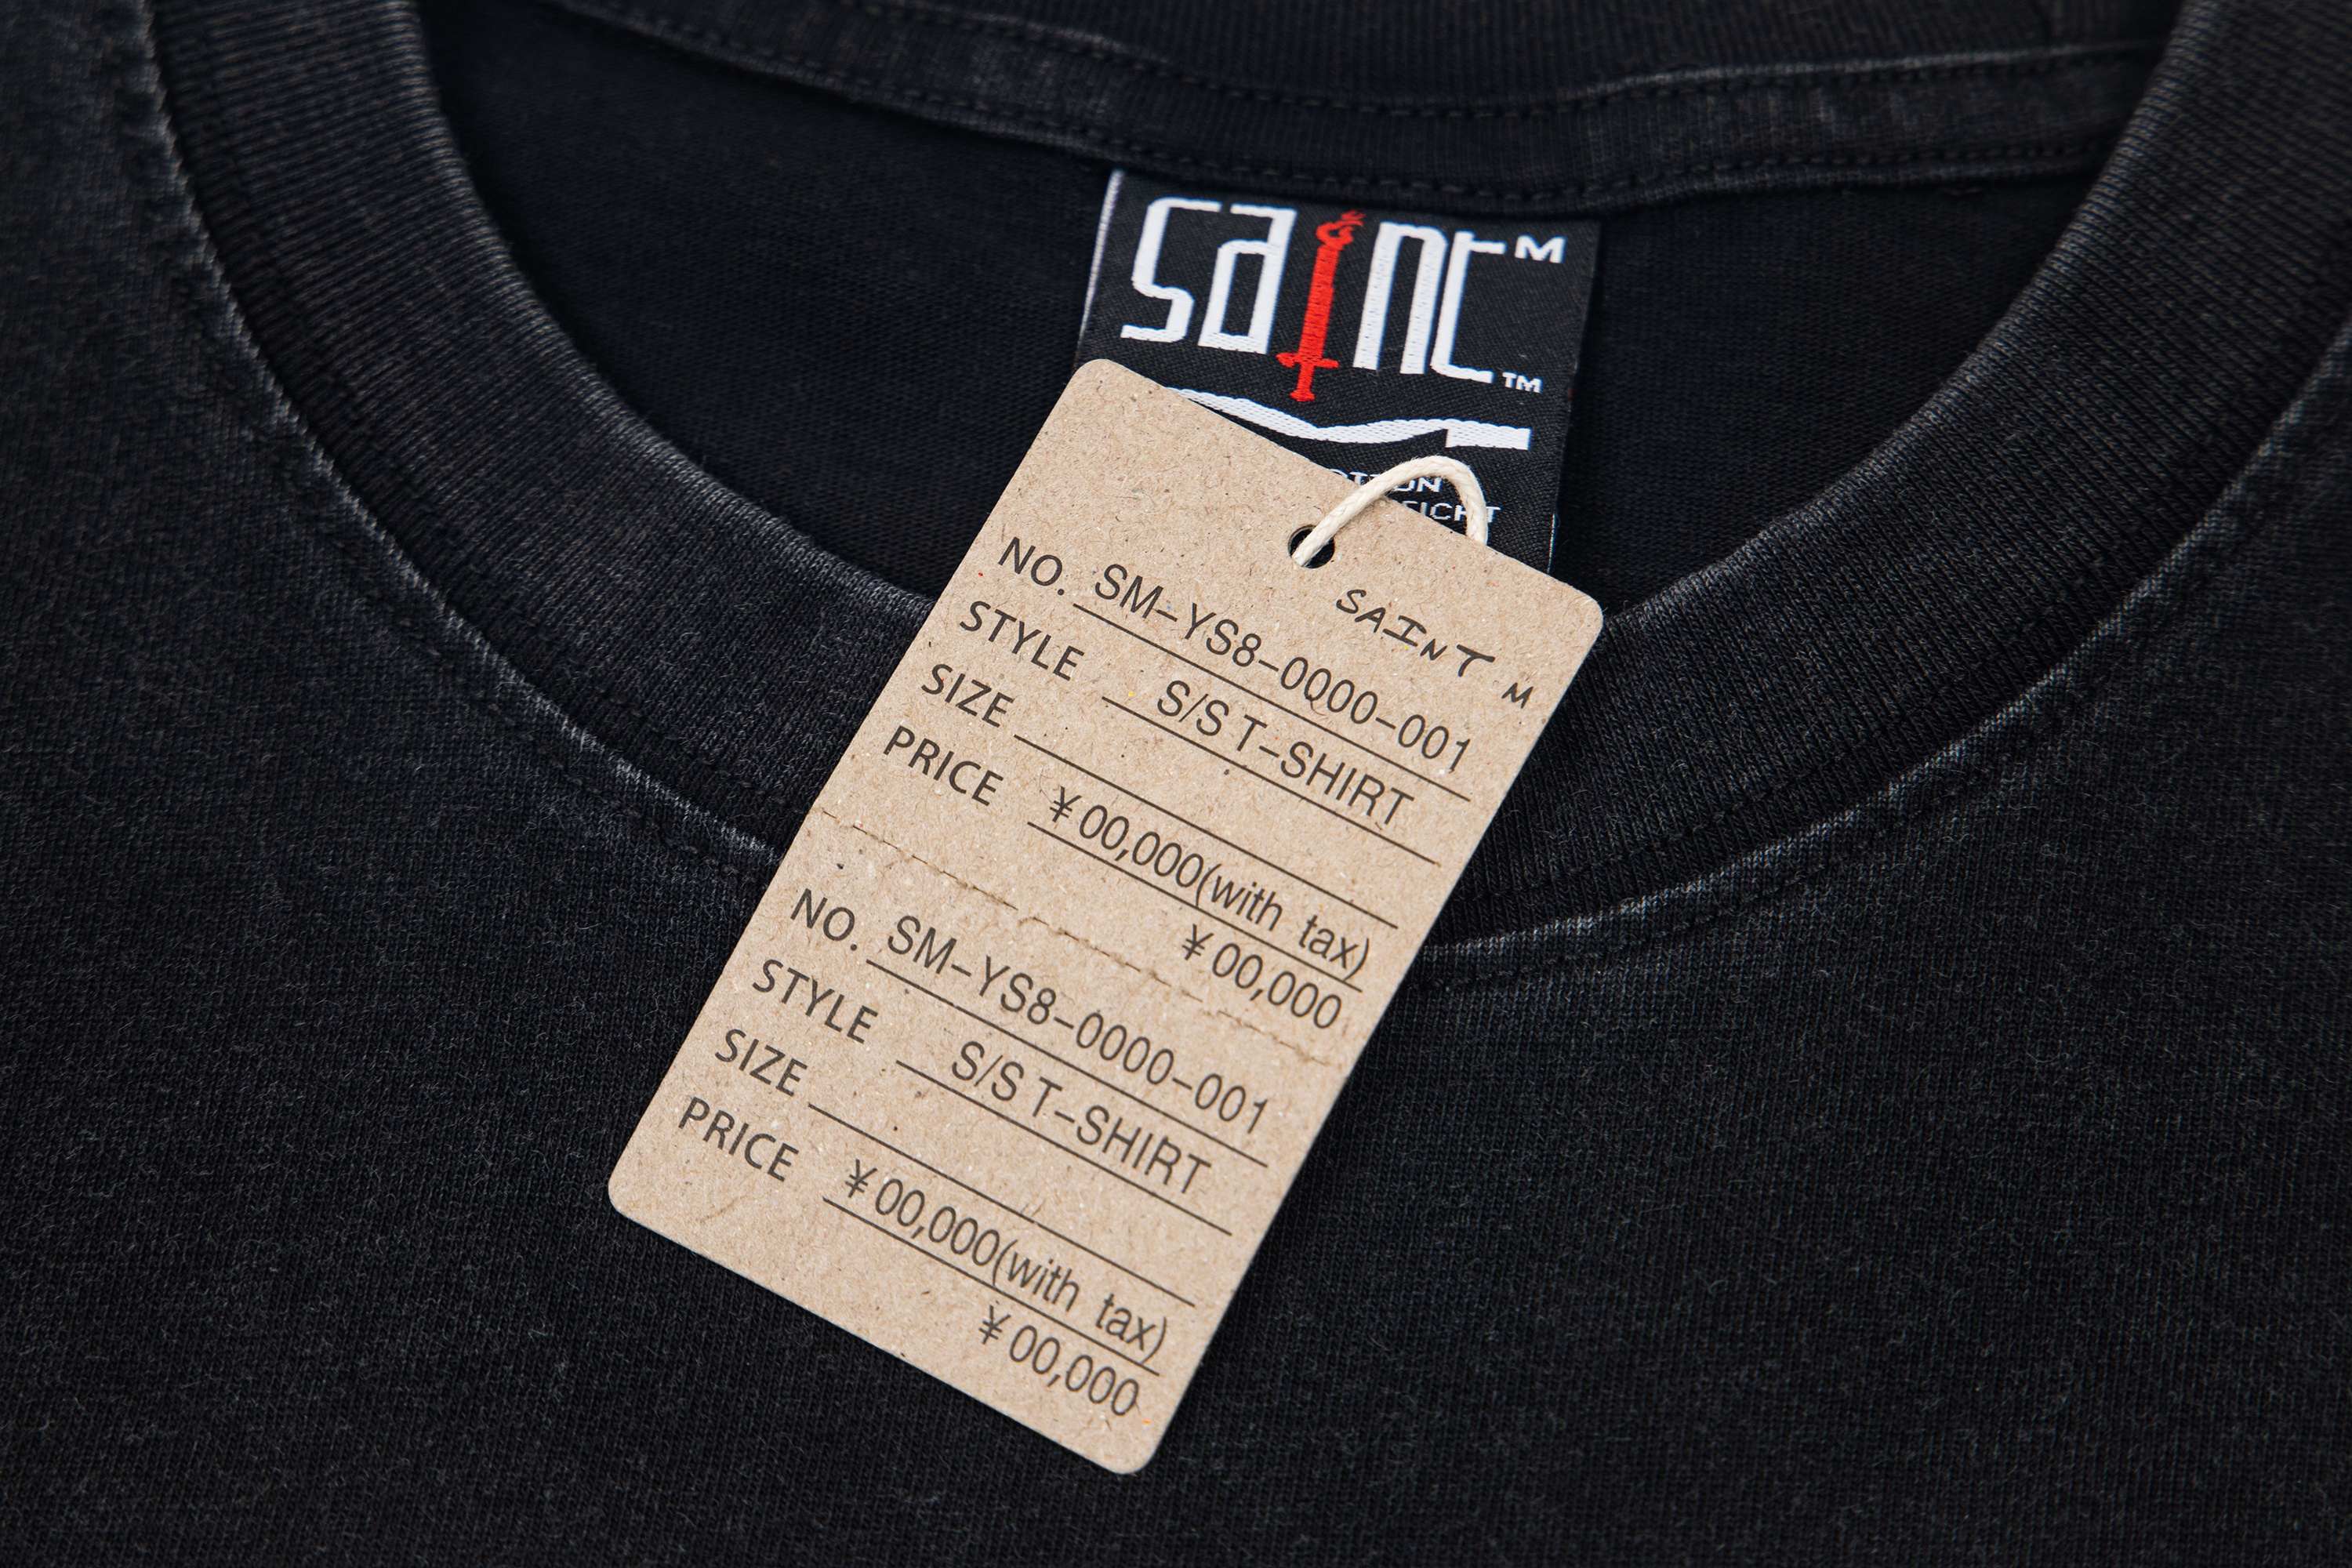 saint M
TM
SAINT M
NO. SM-YS8-0000-001
STYLE S/S T-SHIRT
SIZE
PRICE ¥00,000(with tax)
¥00,000
NO. SM-YS8-0000-001
STYLE S/S T-SHIRT
SIZE
PRICE ¥00,000(with tax)
¥00,000